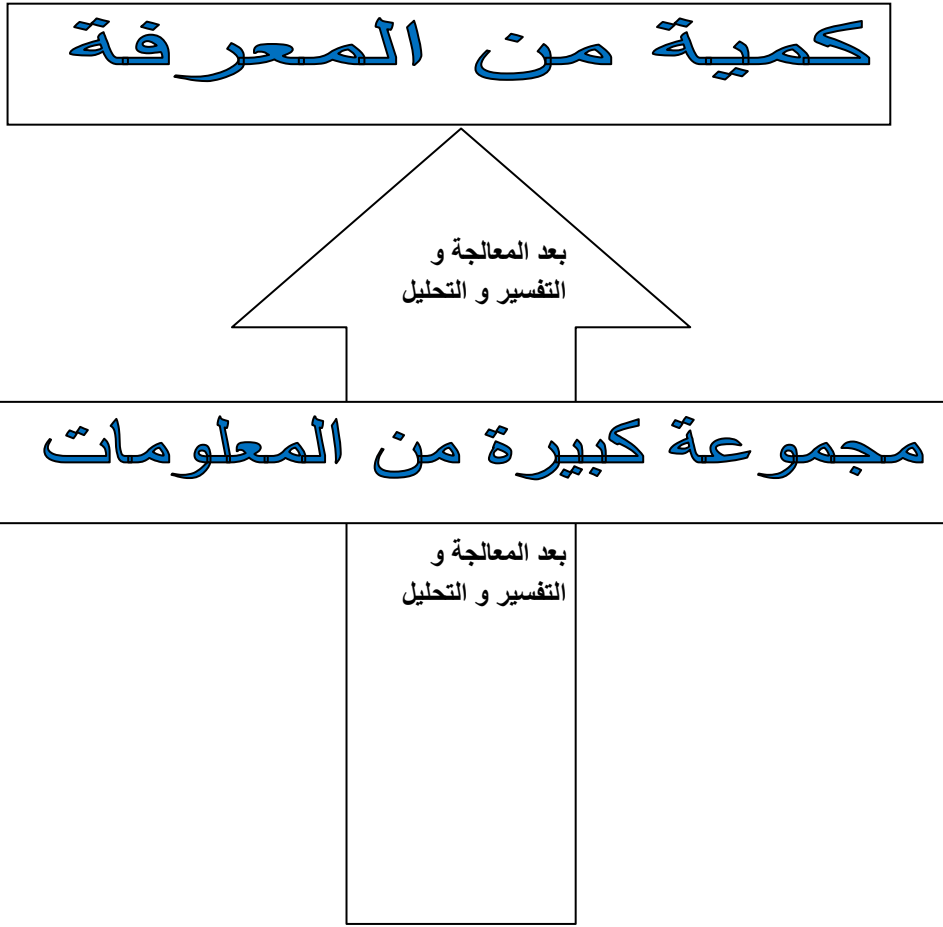 كمية من المعرفة
بعد المعالجة و
التفسير و التحليل
مجموعة كبيرة من المعلومات
بعد المعالجة و
التفسير و التحليل